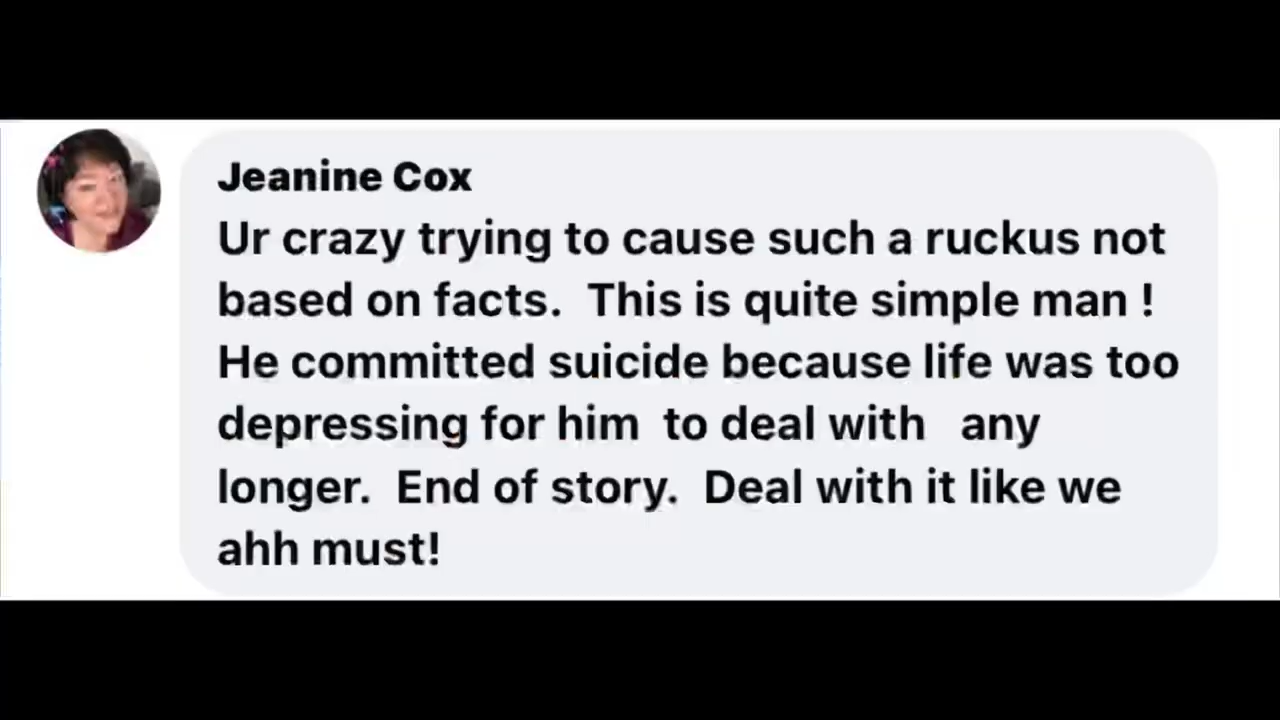 Jeanine Cox
Ur crazy trying to cause such a ruckus not
based on facts.  This is quite simple man !
He committed suicide because life was too
depressing for him  to deal with   any
longer.  End of story.  Deal with it like we
ahh must!